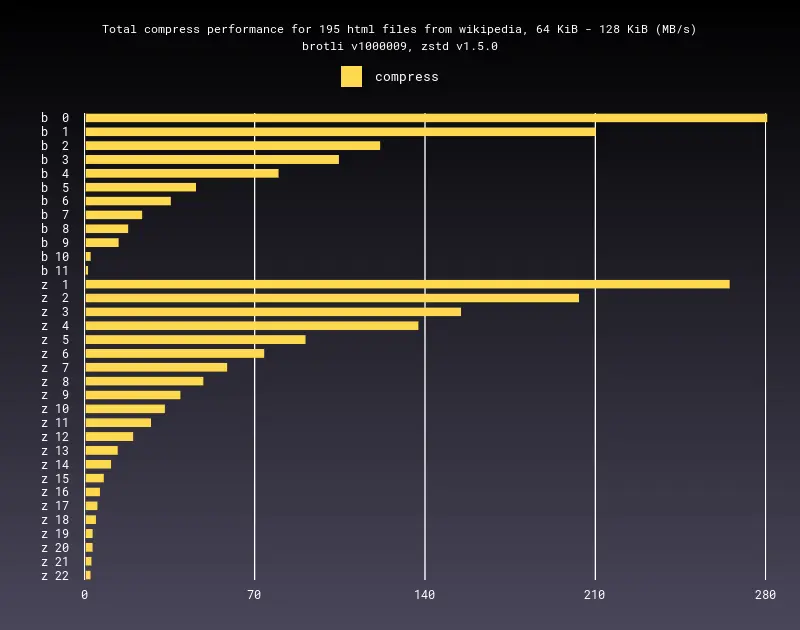 Total compress performance for 195 html files from wikipedia, 64 KiB - 128 KiB (MB/s)
brotli v1000009, zstd v1.5.0
compress
b 0
b 1
b 2
b 3
b 4
b 5
b 6
b 7
b 8
b 9
b 10
b 11
z 1
z 2
z 3
z 4
z 5
z 6
z 7
z 8
z 9
z 10
z 11
z 12
z 13
z 14
z 15
z 16
z 17
z 18
z 19
z 20
z 21
z 22
0 70 140 210 280